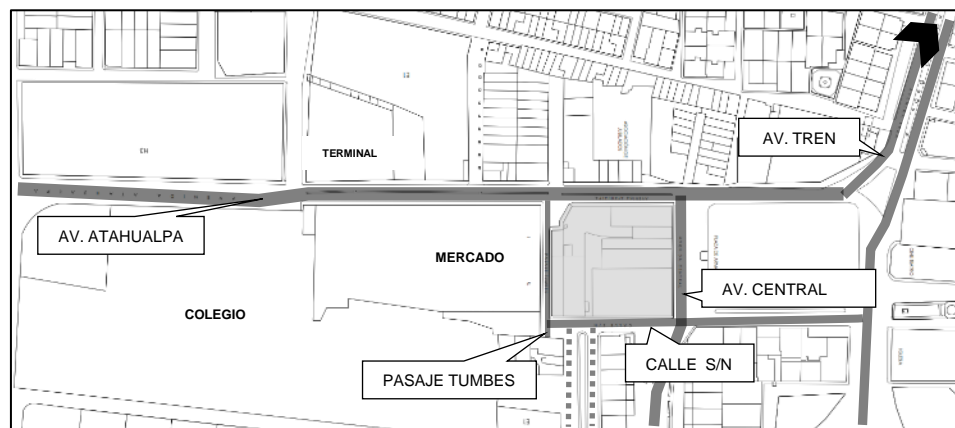 TERMINAL
AV. TREN
AV. ATAHUALPA
MERCADO
AV. CENTRAL
COLEGIO
CALLE S/N
PASAJE TUMBES